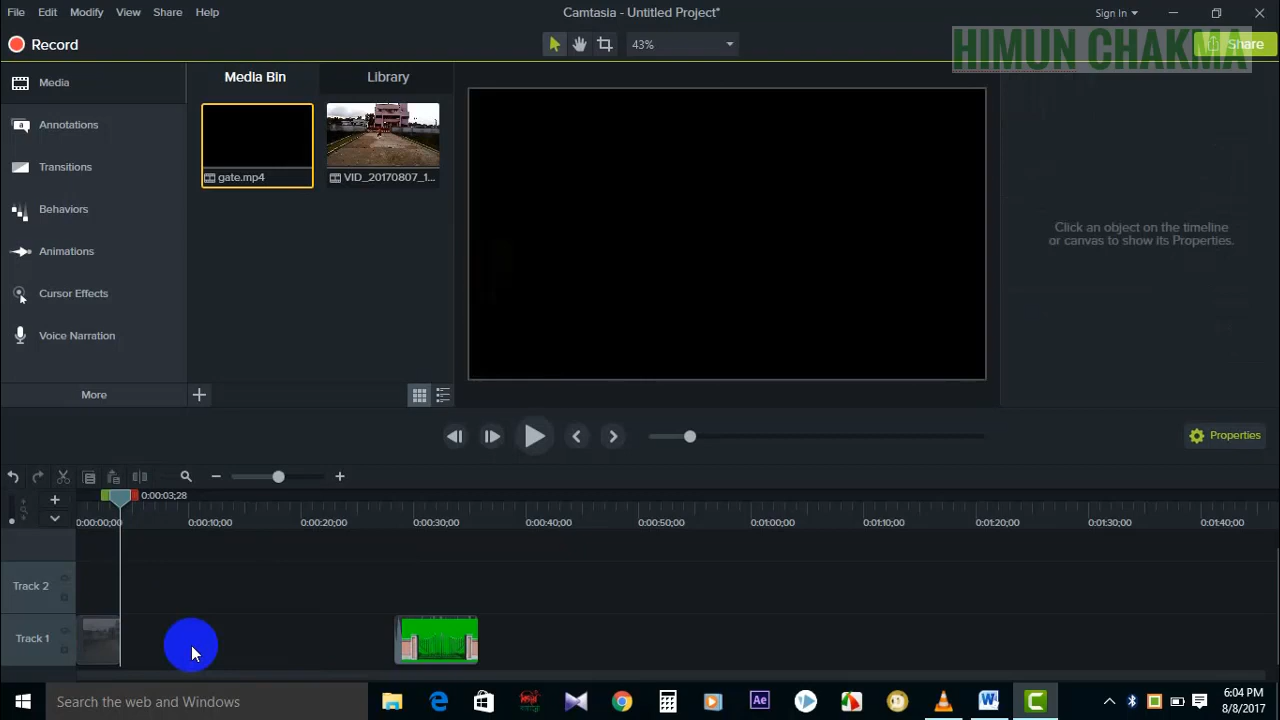 File Edit Modify View Share Help
Camtasia - Untitled Project*
Sign In
Record
43%
Share
HIMUN CHAKMA
Media
Annotations
Transitions
Behaviors
Animations
Cursor Effects
Voice Narration
More
Media Bin
Library
gate.mp4
VID_20170807_1...
Click an object on the timeline
or canvas to show its Properties.
Properties
0:00:03;28
0:00:00;00 0:00:10;00 0:00:20;00 0:00:30;00 0:00:40;00 0:00:50;00 0:01:00;00 0:01:10;00 0:01:20;00 0:01:30;00 0:01:40;00
Track 2
Track 1
Search the web and Windows
6:04 PM
8/8/2017